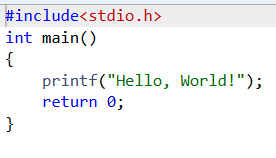 #include<stdio.h>
int main()
{
    printf("Hello, World!");
    return 0;
}